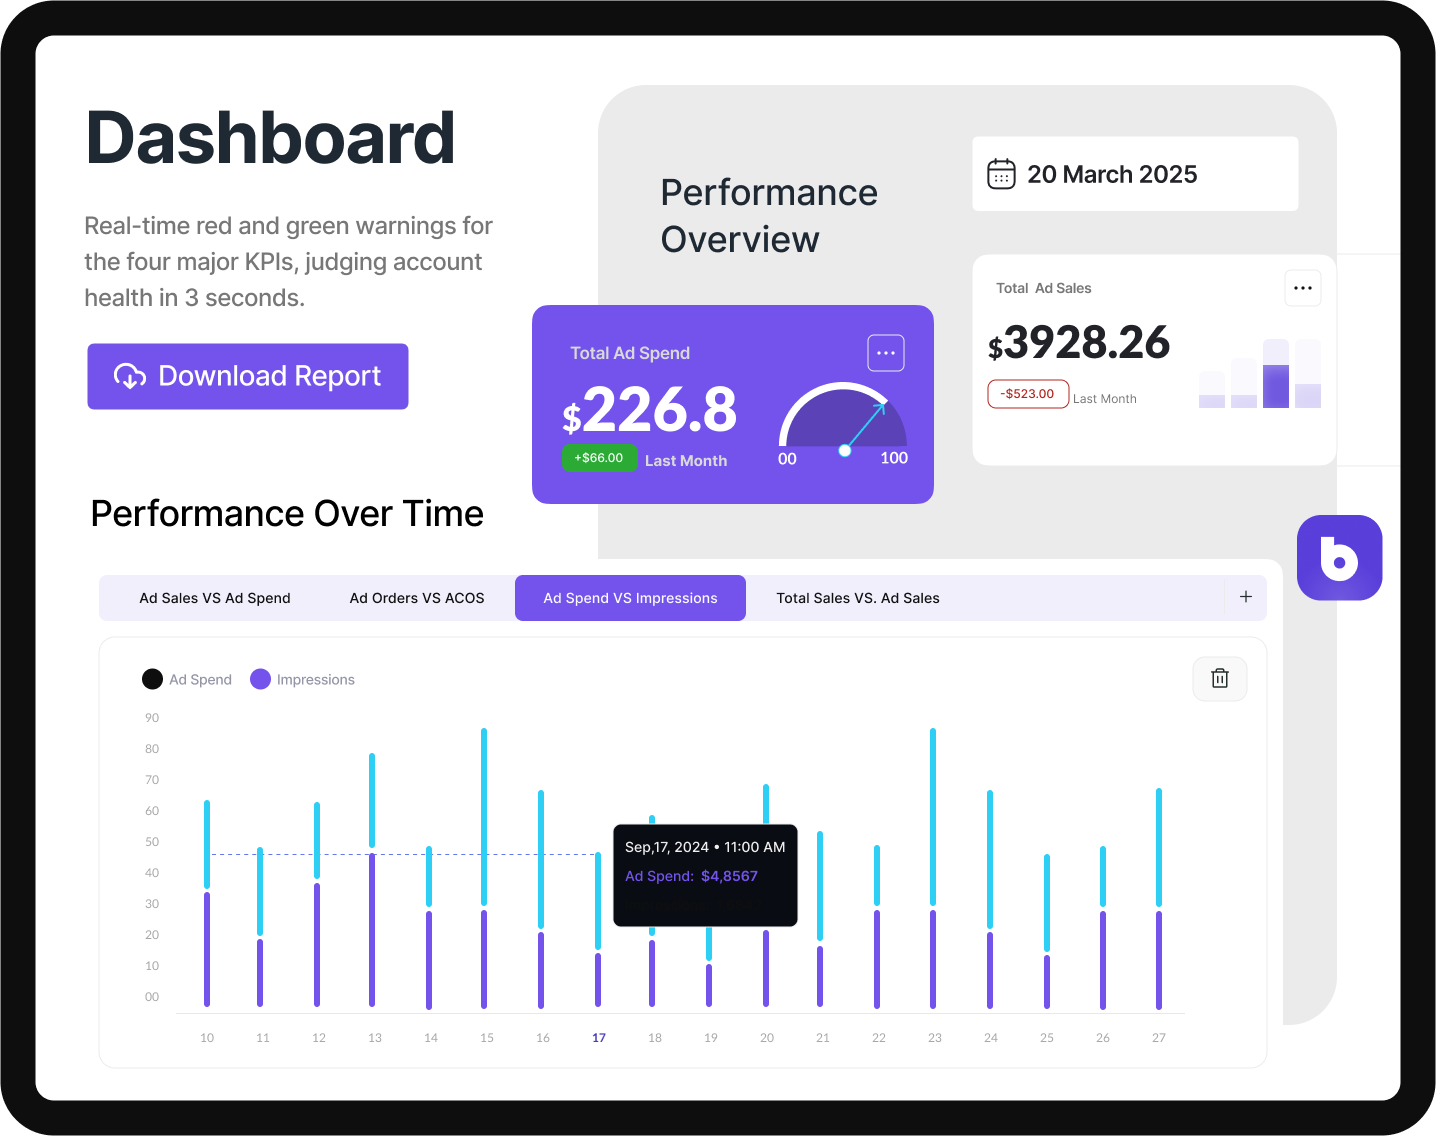 Dashboard
Real-time red and green warnings for
the four major KPIs, judging account
health in 3 seconds.
Download Report
Performance
Overview
20 March 2025
Total Ad Spend
$226.8
+$66.00 Last Month
00 100
Total Ad Sales
$3928.26
-$523.00 Last Month
b
Performance Over Time
Ad Sales VS Ad Spend Ad Orders VS ACOS Ad Spend VS Impressions Total Sales VS. Ad Sales +
Ad Spend Impressions
90
80
70
60
50
40
30
20
10
00
Sep,17, 2024 • 11:00 AM
Ad Spend: $4,8567
10 11 12 13 14 15 16 17 18 19 20 21 22 23 24 25 26 27